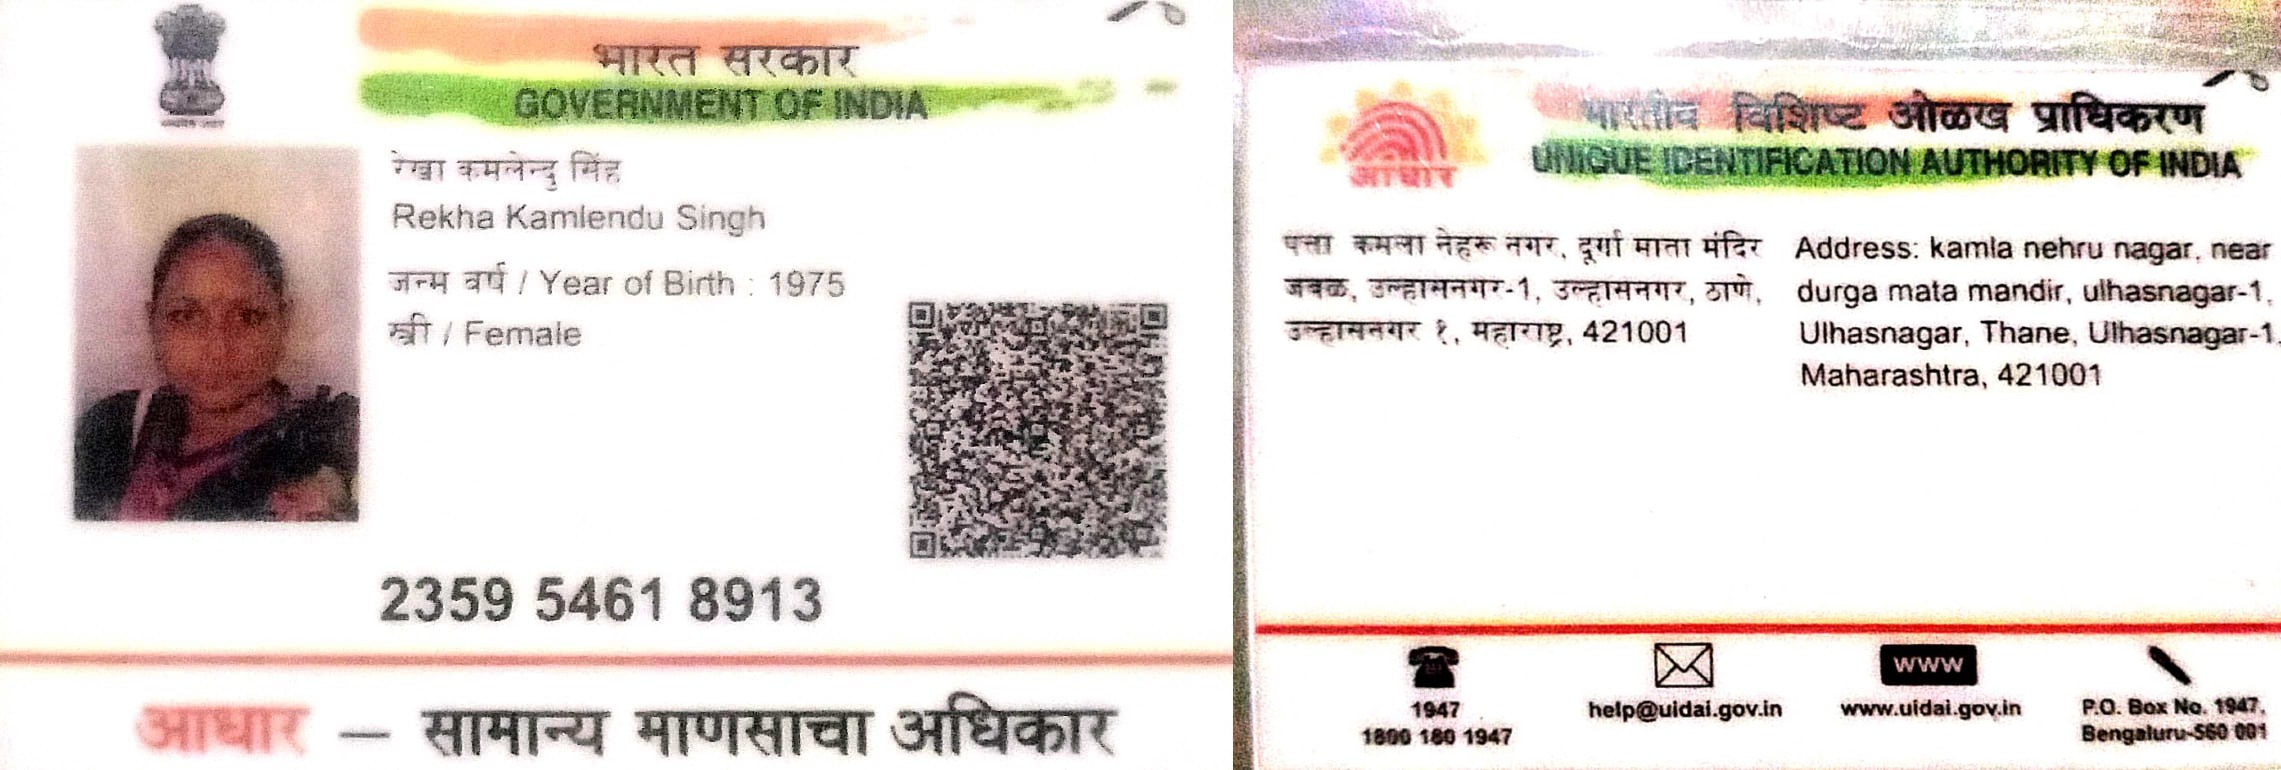 भारत सरकार
GOVERNMENT OF INDIA
रेखा कमलेन्दु सिंह
Rekha Kamlendu Singh
जन्म वर्ष / Year of Birth : 1975
स्त्री / Female
2359 5461 8913
आधार — सामान्य माणसाचा अधिकार
भारतीय विशिष्ट ओळख प्राधिकरण
UNIQUE IDENTIFICATION AUTHORITY OF INDIA
आधार
पत्ता कमला नेहरू नगर, दूर्गा माता मंदिर
जवळ, उल्हासनगर-1, उल्हासनगर, ठाणे,
उल्हासनगर १, महाराष्ट्र, 421001
Address: kamla nehru nagar, near
durga mata mandir, ulhasnagar-1,
Ulhasnagar, Thane, Ulhasnagar-1,
Maharashtra, 421001
1947
1800 180 1947
help@uidai.gov.in
www
www.uidai.gov.in
P.O. Box No. 1947,
Bengaluru-560 001